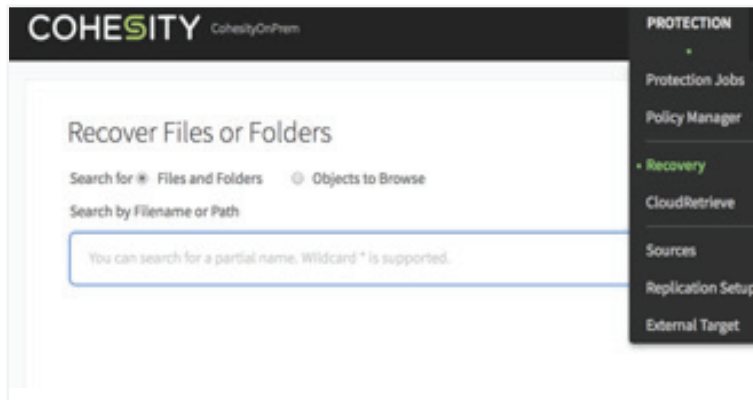 COHESITY CohesityOnPrem
PROTECTION
Protection Jobs
Policy Manager
Recovery
CloudRetrieve
Sources
Replication Setup
External Target
Recover Files or Folders
Search for Files and Folders Objects to Browse
Search by Filename or Path
You can search for a partial name. Wildcard * is supported.